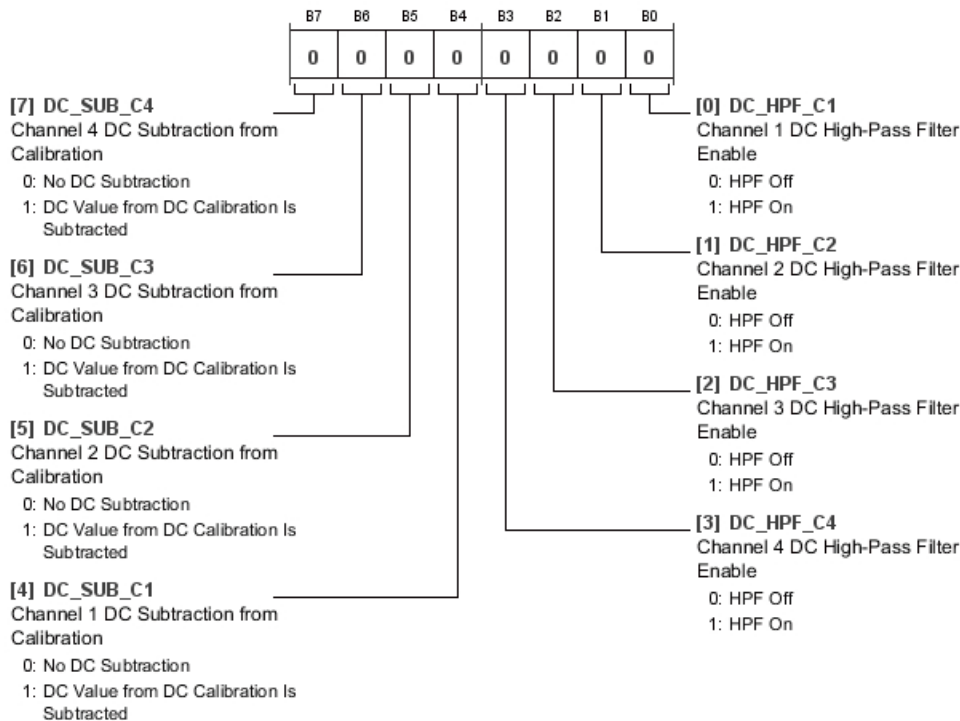 B7 B6 B5 B4 B3 B2 B1 B0
0 0 0 0 0 0 0 0
[7] DC_SUB_C4
Channel 4 DC Subtraction from
Calibration
0: No DC Subtraction
1: DC Value from DC Calibration Is
Subtracted
[6] DC_SUB_C3
Channel 3 DC Subtraction from
Calibration
0: No DC Subtraction
1: DC Value from DC Calibration Is
Subtracted
[5] DC_SUB_C2
Channel 2 DC Subtraction from
Calibration
0: No DC Subtraction
1: DC Value from DC Calibration Is
Subtracted
[4] DC_SUB_C1
Channel 1 DC Subtraction from
Calibration
0: No DC Subtraction
1: DC Value from DC Calibration Is
Subtracted
[0] DC_HPF_C1
Channel 1 DC High-Pass Filter
Enable
0: HPF Off
1: HPF On
[1] DC_HPF_C2
Channel 2 DC High-Pass Filter
Enable
0: HPF Off
1: HPF On
[2] DC_HPF_C3
Channel 3 DC High-Pass Filter
Enable
0: HPF Off
1: HPF On
[3] DC_HPF_C4
Channel 4 DC High-Pass Filter
Enable
0: HPF Off
1: HPF On